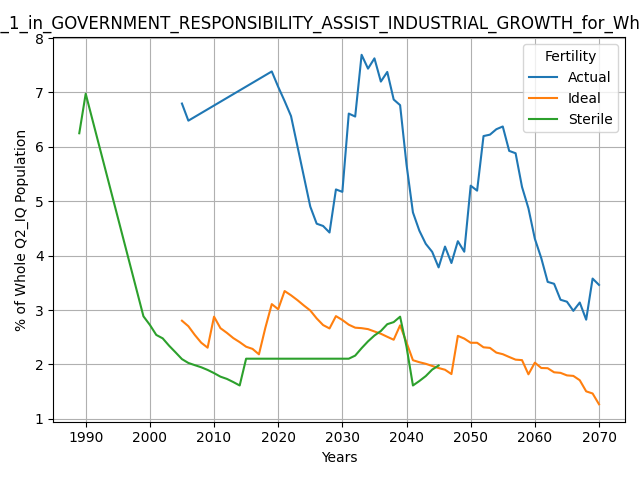 _1_in_GOVERNMENT_RESPONSIBILITY_ASSIST_INDUSTRIAL_GROWTH_for_Wh
8
7
6
5
4
3
2
1
% of Whole Q2_IQ Population
Fertility
Actual
Ideal
Sterile
1990 2000 2010 2020 2030 2040 2050 2060 2070
Years